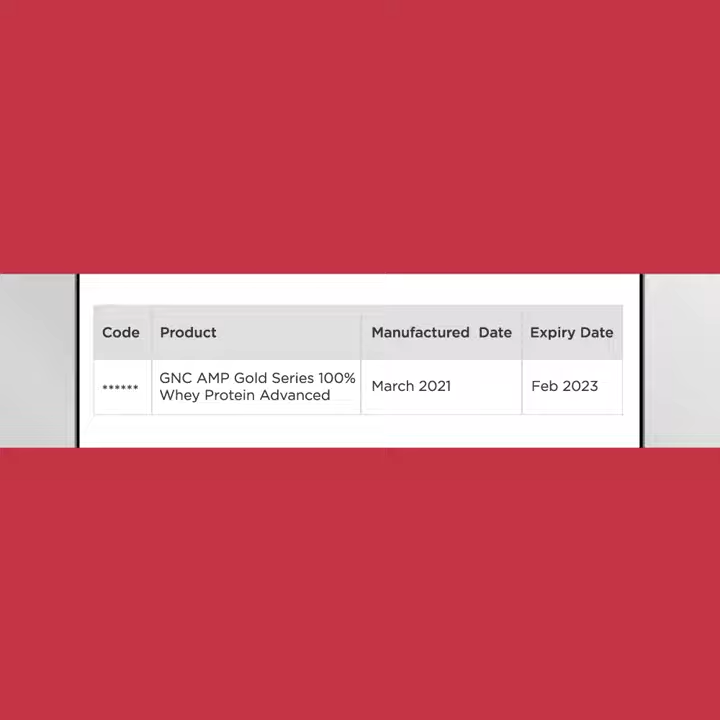 Code Product Manufactured Date Expiry Date
****** GNC AMP Gold Series 100% Whey Protein Advanced March 2021 Feb 2023